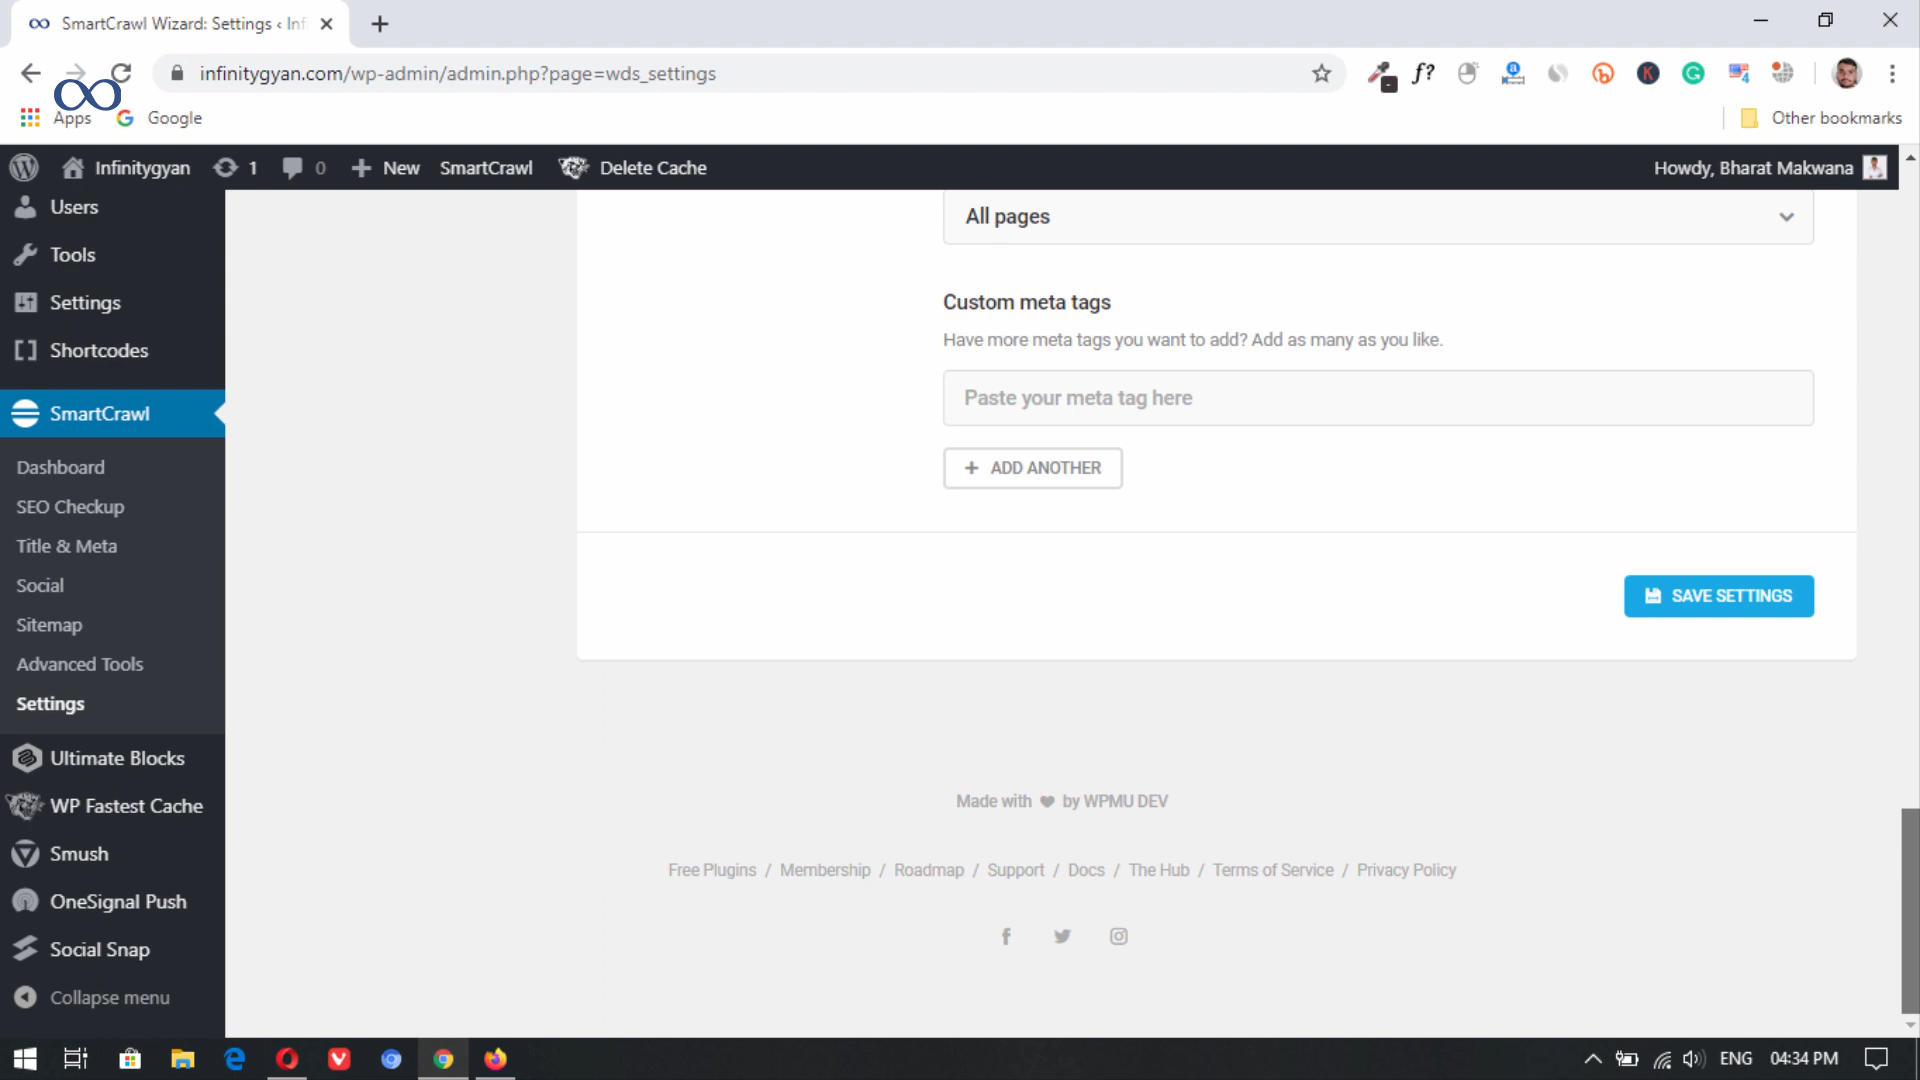 SmartCrawl Wizard: Settings ‹ Inf
infinitygyan.com/wp-admin/admin.php?page=wds_settings
f?
Apps
Google
Other bookmarks
Infinitygyan
1
0
New
SmartCrawl
Delete Cache
Howdy, Bharat Makwana
Users
Tools
Settings
Shortcodes
SmartCrawl
Dashboard
SEO Checkup
Title & Meta
Social
Sitemap
Advanced Tools
Settings
Ultimate Blocks
WP Fastest Cache
Smush
OneSignal Push
Social Snap
Collapse menu
All pages
Custom meta tags
Have more meta tags you want to add? Add as many as you like.
Paste your meta tag here
+ ADD ANOTHER
SAVE SETTINGS
Made with ♥ by WPMU DEV
Free Plugins / Membership / Roadmap / Support / Docs / The Hub / Terms of Service / Privacy Policy
ENG
04:34 PM